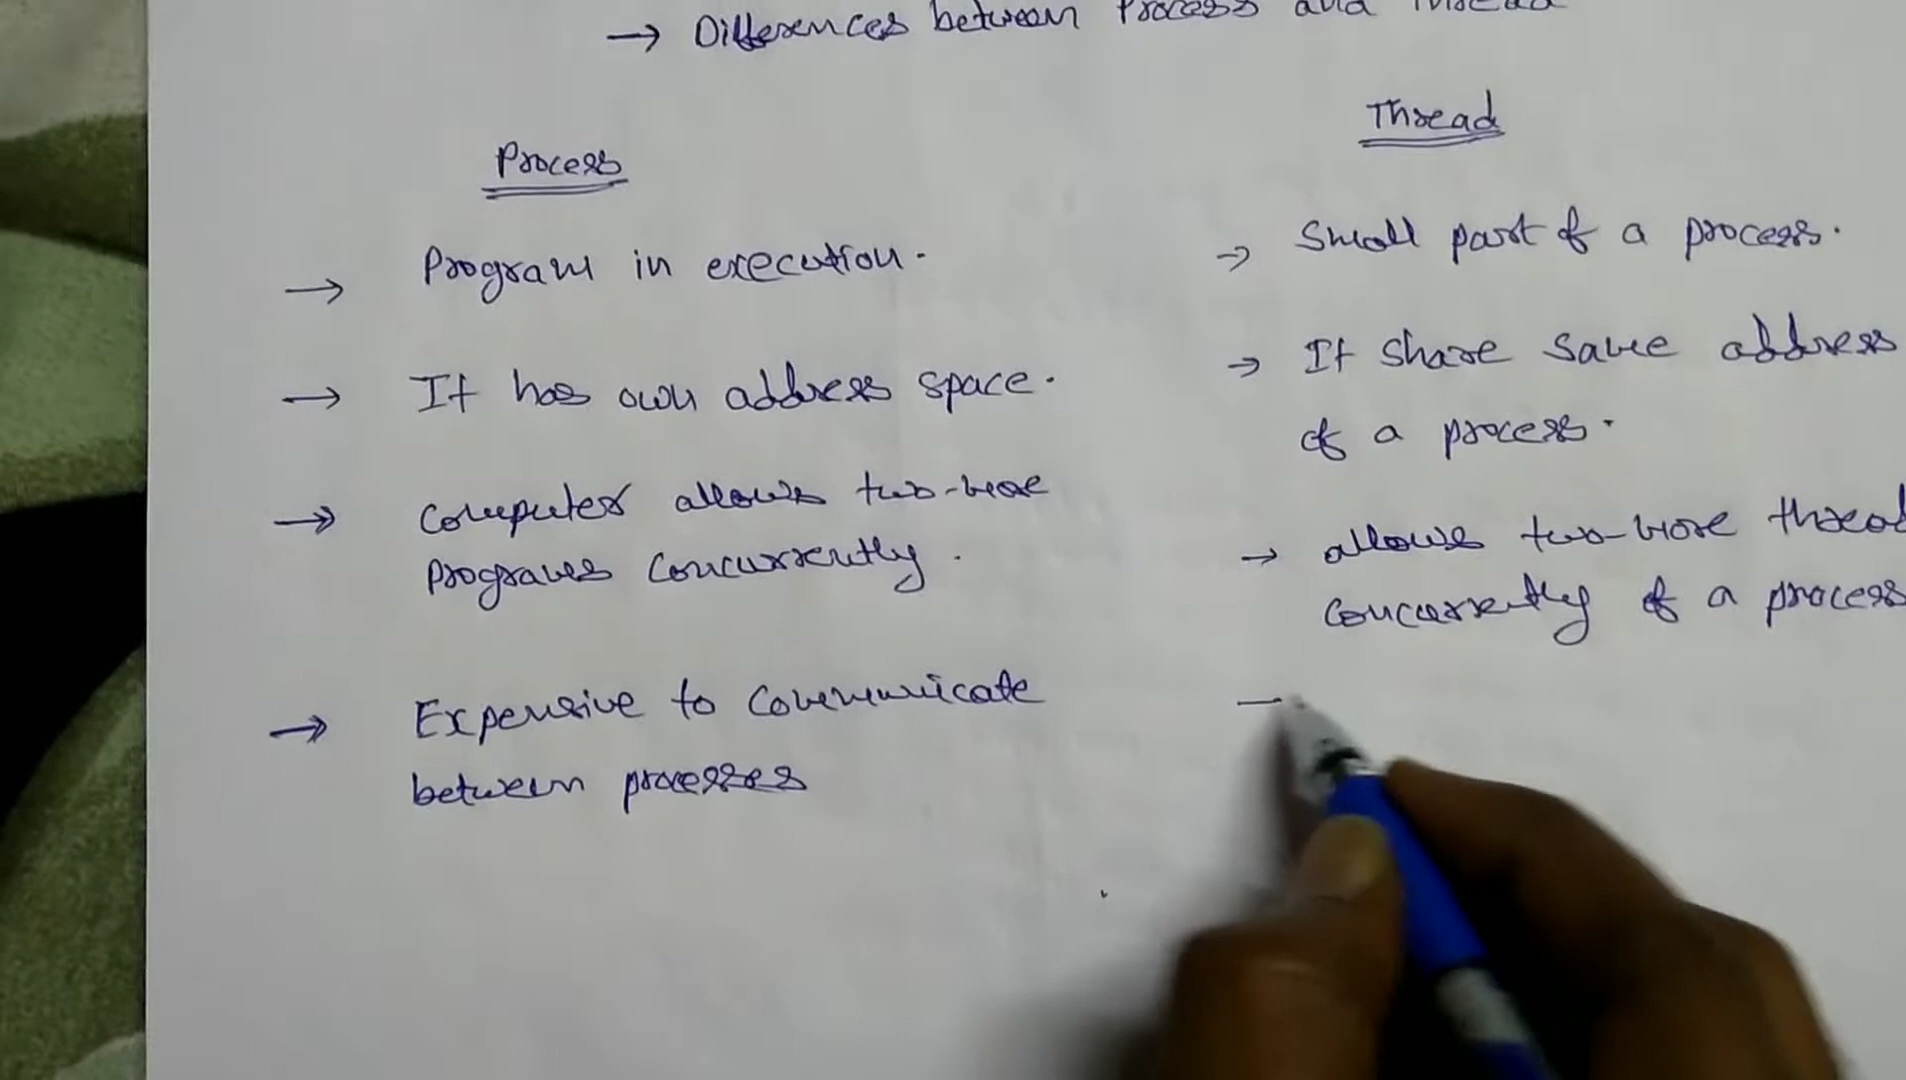 → Differences between Process and Thread
Process
→ Program in execution.
→ It has own address space.
→ Computer allows two-more
programs concurrently.
→ Expensive to communicate
between processes
Thread
→ Small part of a process.
→ It share same address
of a process.
→ allows two-more thread
concurrently of a process